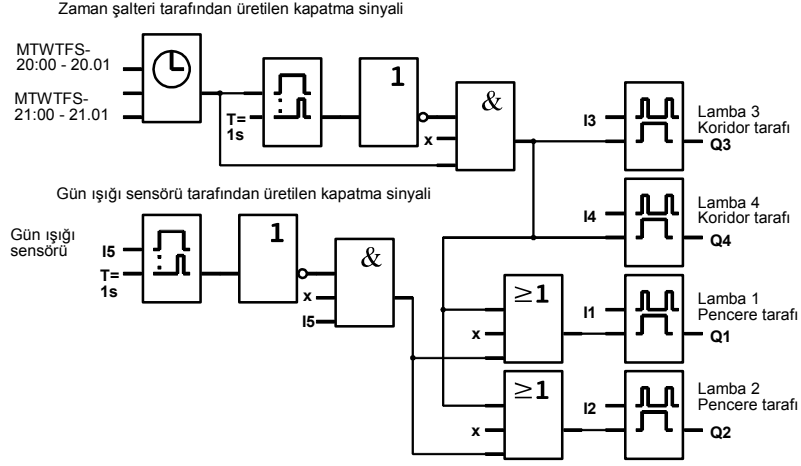 Zaman şalteri tarafından üretilen kapatma sinyali
MTWTFS-
20:00 - 20.01
MTWTFS-
21:00 - 21.01
T=
1s
1
x
&
I3
Lamba 3
Koridor tarafı
Q3
I4
Lamba 4
Koridor tarafı
Q4
Gün ışığı sensörü tarafından üretilen kapatma sinyali
Gün ışığı
sensörü
I5
T=
1s
1
x
I5
&
≥1
x
I1
Lamba 1
Pencere tarafı
Q1
≥1
x
I2
Lamba 2
Pencere tarafı
Q2